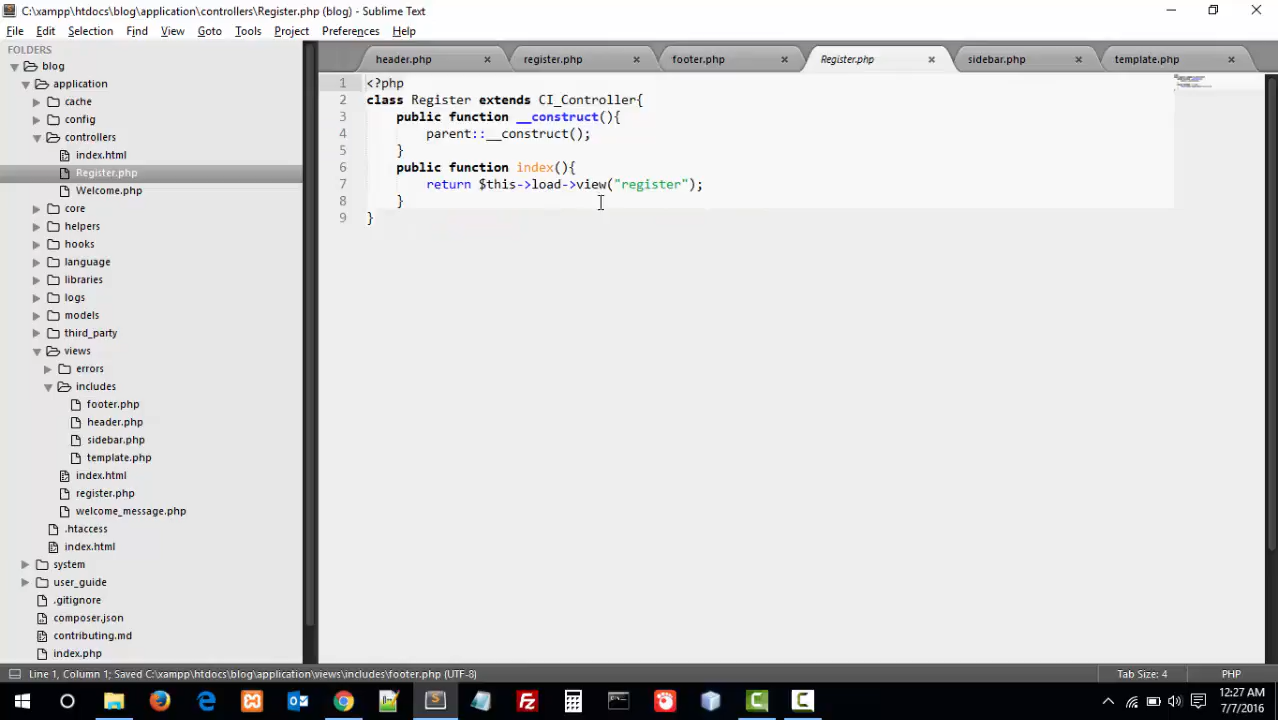 C:\xampp\htdocs\blog\application\controllers\Register.php (blog) - Sublime Text
File Edit Selection Find View Goto Tools Project Preferences Help
FOLDERS
blog
application
cache
config
controllers
index.html
Register.php
Welcome.php
core
helpers
hooks
language
libraries
logs
models
third_party
views
errors
includes
footer.php
header.php
sidebar.php
template.php
index.html
register.php
welcome_message.php
.htaccess
index.html
system
user_guide
.gitignore
composer.json
contributing.md
index.php
header.php register.php footer.php Register.php sidebar.php template.php
1 <?php
2 class Register extends CI_Controller{
3 public function __construct(){
4 parent::__construct();
5 }
6 public function index(){
7 return $this->load->view("register");
8 }
9 }
Line 1, Column 1; Saved C:\xampp\htdocs\blog\application\views\includes\footer.php (UTF-8) Tab Size: 4 PHP
12:27 AM
7/7/2016